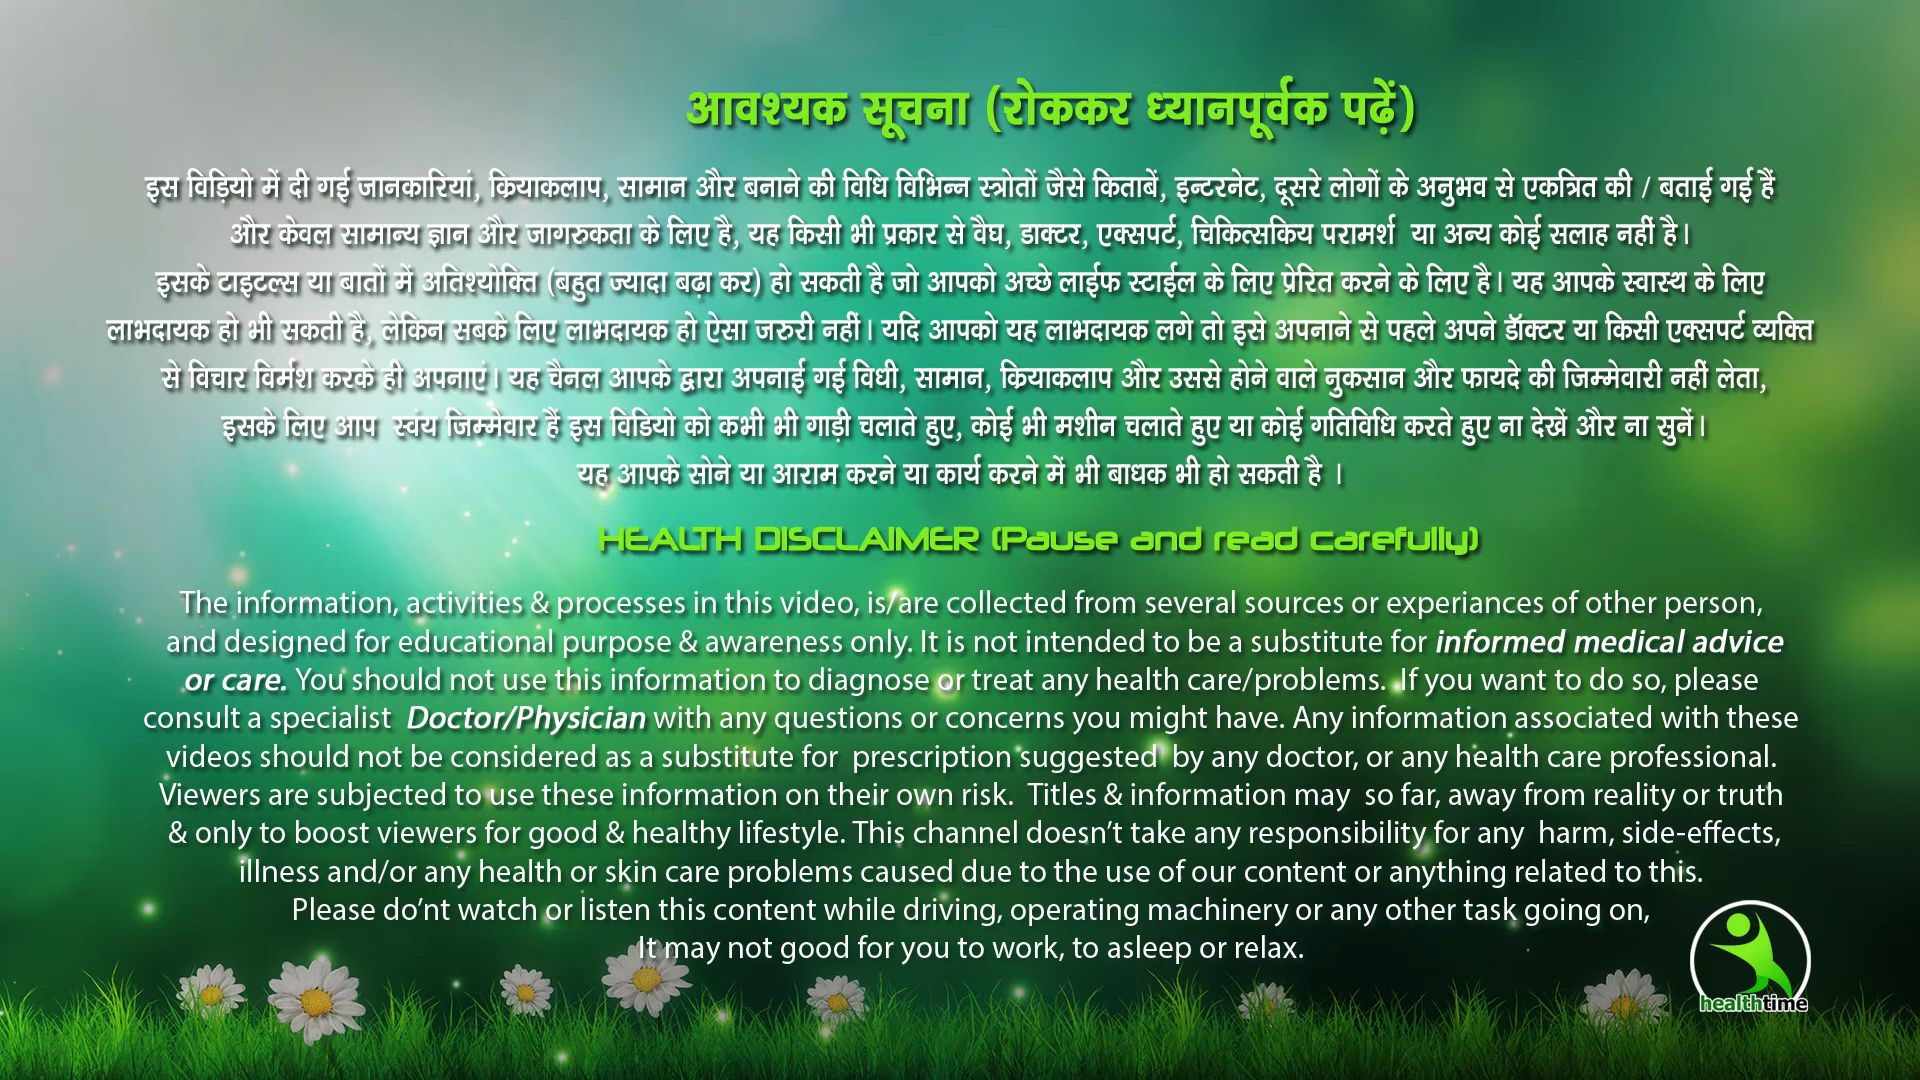 आवश्यक सूचना (रोककर ध्यानपूर्वक पढ़ें)
इस विड़ियो में दी गई जानकारियां, क्रियाकलाप, सामान और बनाने की विधि विभिन्न स्त्रोतों जैसे किताबें, इन्टरनेट, दूसरे लोगों के अनुभव से एकत्रित की / बताई गई हैं
और केवल सामान्य ज्ञान और जागरुकता के लिए है, यह किसी भी प्रकार से वैघ, डाक्टर, एक्सपर्ट, चिकित्सकिय परामर्श या अन्य कोई सलाह नहीं है।
इसके टाइटल्स या बातों में अतिश्योक्ति (बहुत ज्यादा बढ़ा कर) हो सकती है जो आपको अच्छे लाईफ स्टाईल के लिए प्रेरित करने के लिए है। यह आपके स्वास्थ के लिए
लाभदायक हो भी सकती है, लेकिन सबके लिए लाभदायक हो ऐसा जरुरी नहीं। यदि आपको यह लाभदायक लगे तो इसे अपनाने से पहले अपने डॅाक्टर या किसी एक्सपर्ट व्यक्ति
से विचार विर्मश करके ही अपनाएं। यह चैनल आपके द्वारा अपनाई गई विधी, सामान, क्रियाकलाप और उससे होने वाले नुकसान और फायदे की जिम्मेवारी नहीं लेता,
इसके लिए आप स्वंय जिम्मेवार हैं इस विडियो को कभी भी गाड़ी चलाते हुए, कोई भी मशीन चलाते हुए या कोई गतिविधि करते हुए ना देखें और ना सुनें।
यह आपके सोने या आराम करने या कार्य करने में भी बाधक भी हो सकती है ।
HEALTH DISCLAIMER (Pause and read carefully)
The information, activities & processes in this video, is/are collected from several sources or experiances of other person,
and designed for educational purpose & awareness only. It is not intended to be a substitute for informed medical advice
or care. You should not use this information to diagnose or treat any health care/problems. If you want to do so, please
consult a specialist Doctor/Physician with any questions or concerns you might have. Any information associated with these
videos should not be considered as a substitute for prescription suggested by any doctor, or any health care professional.
Viewers are subjected to use these information on their own risk. Titles & information may so far, away from reality or truth
& only to boost viewers for good & healthy lifestyle. This channel doesn't take any responsibility for any harm, side-effects,
illness and/or any health or skin care problems caused due to the use of our content or anything related to this.
Please do'nt watch or listen this content while driving, operating machinery or any other task going on,
It may not good for you to work, to asleep or relax.
healthtime